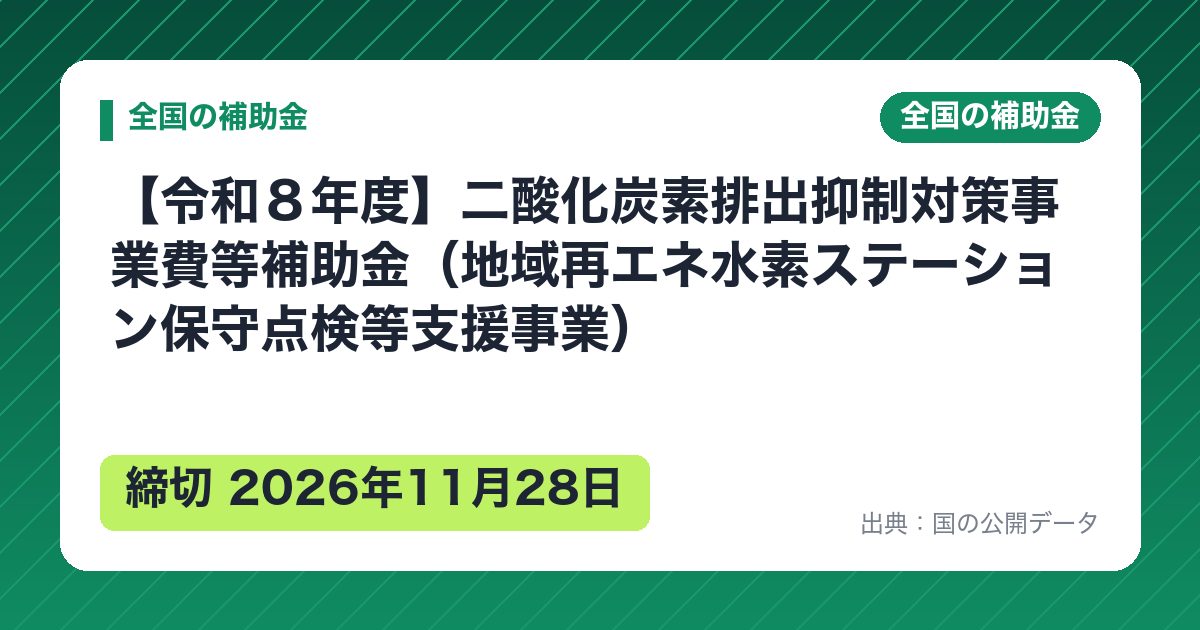 全国の補助金
全国の補助金
【令和８年度】二酸化炭素排出抑制対策事
業費等補助金（地域再エネ水素ステーショ
ン保守点検等支援事業）
締切 2026年11月28日
出典：国の公開データ